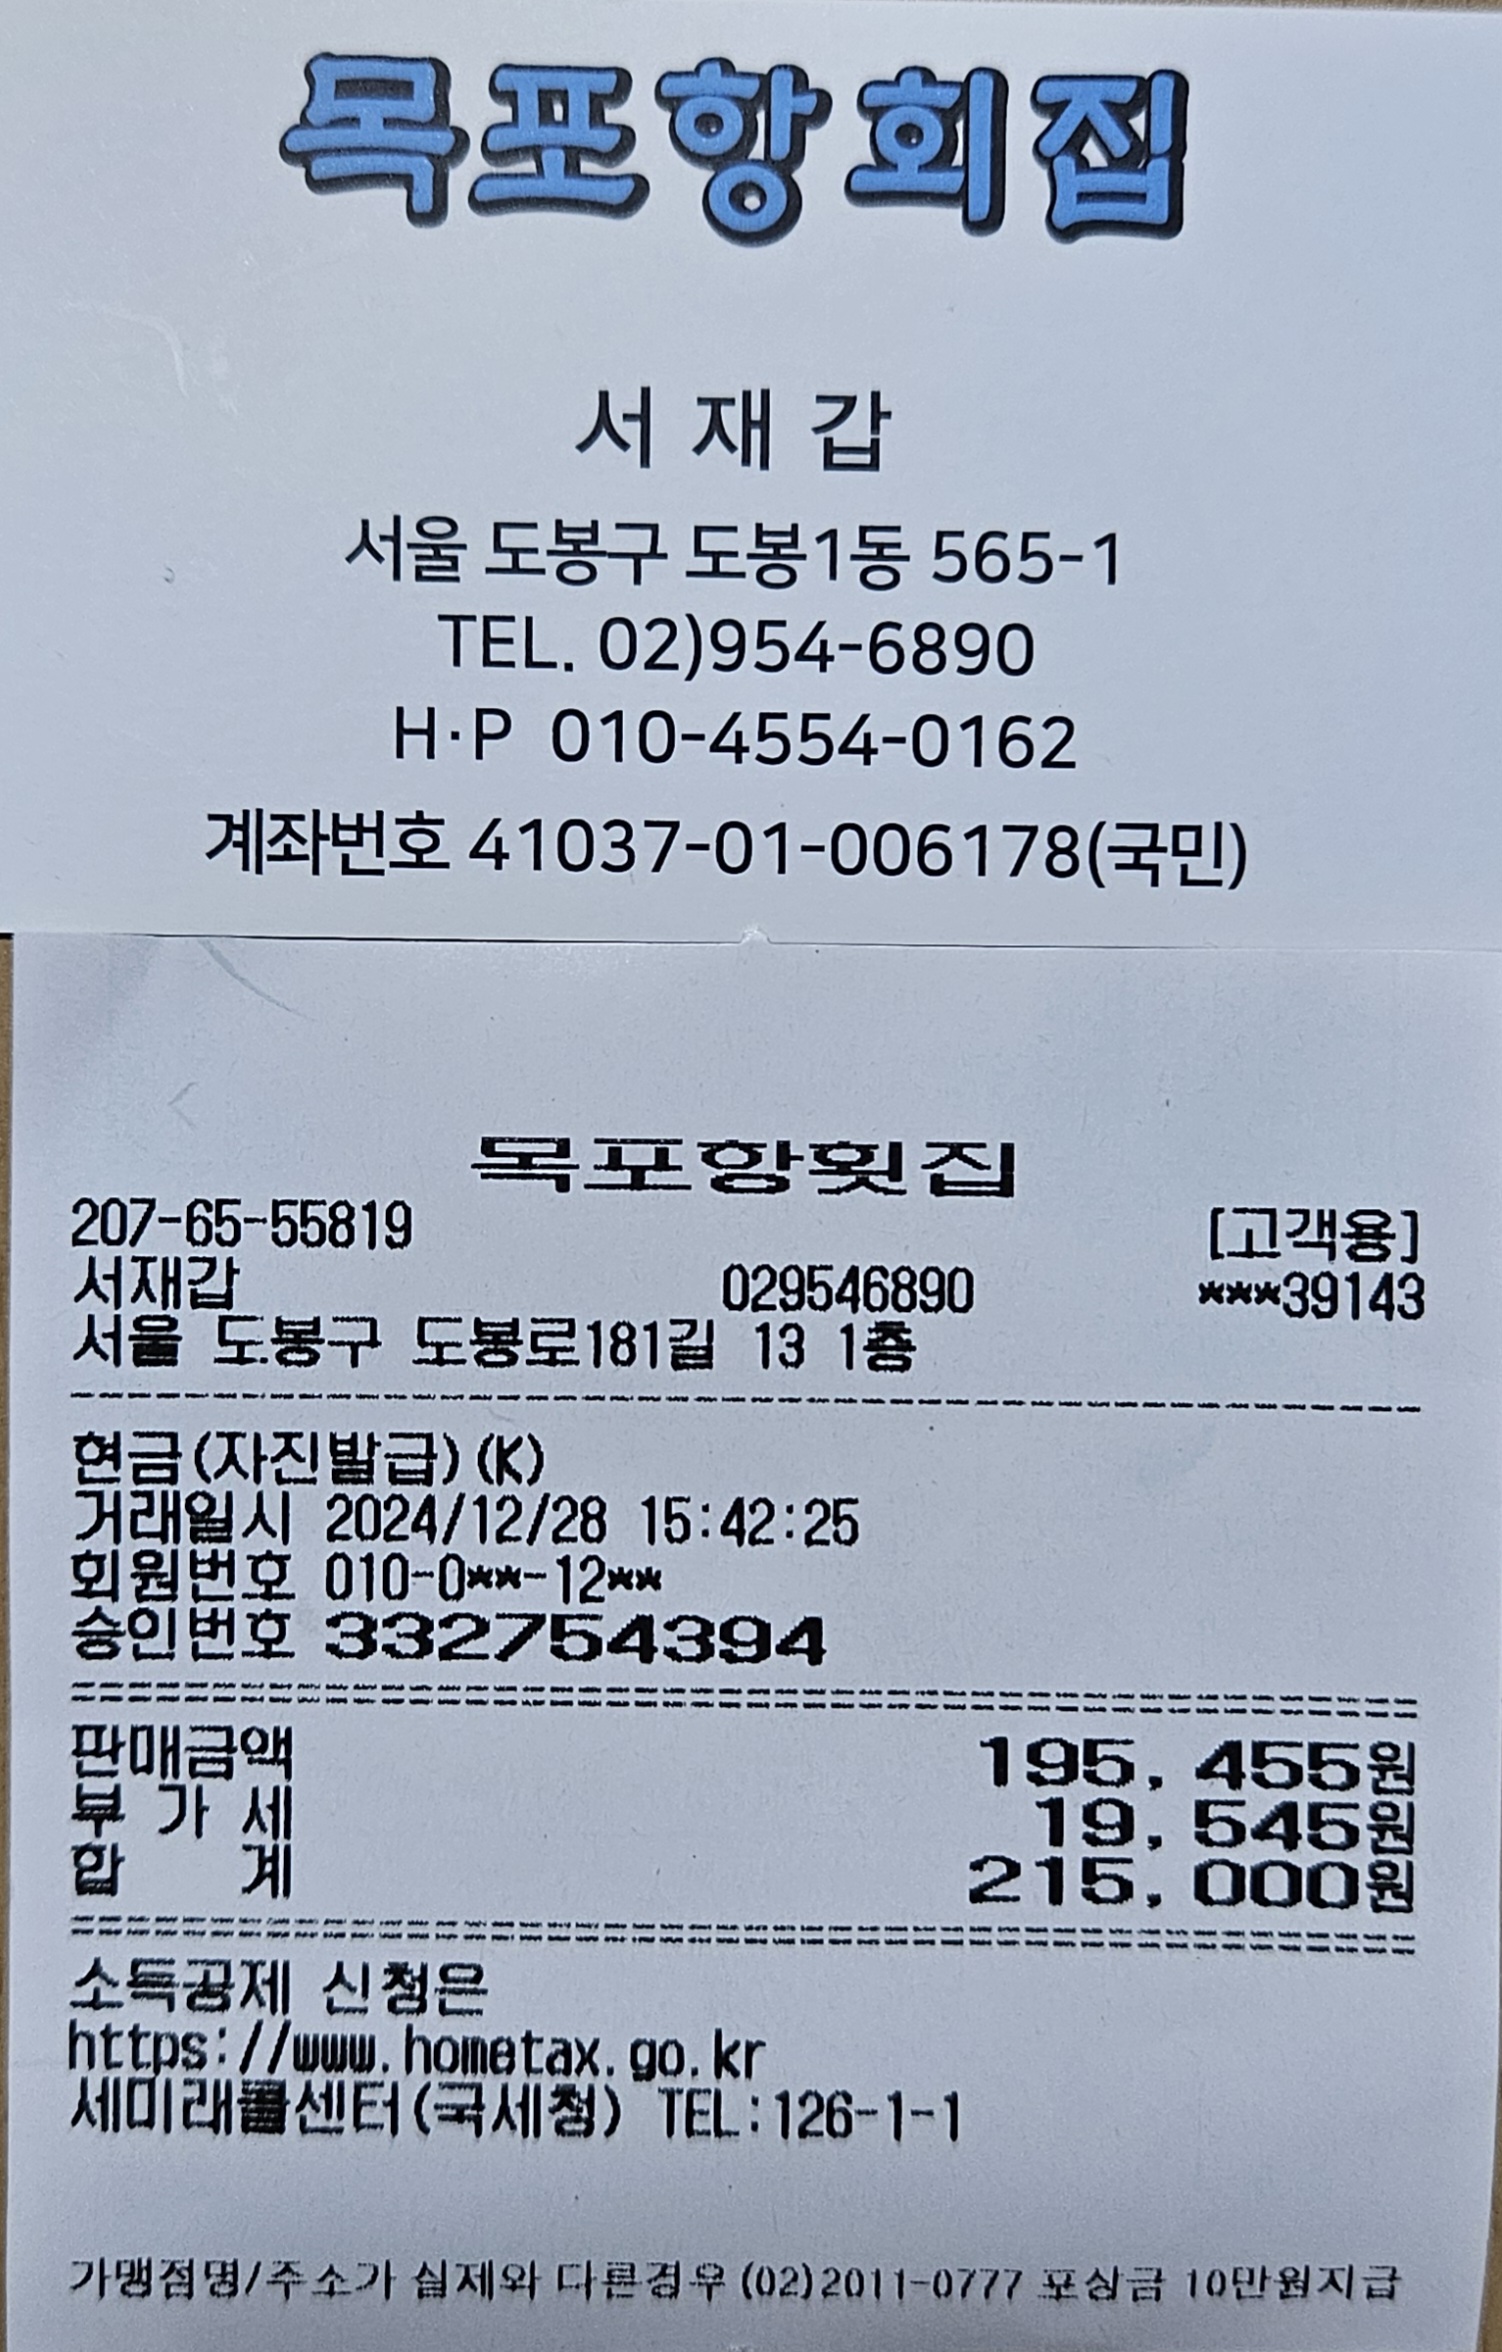 목포항회집
서재갑
서울 도봉구 도봉1동 565-1
TEL. 02)954-6890
H·P 010-4554-0162
계좌번호 41037-01-006178(국민)
목포항횟집
207-65-55819 [고객용]
서재갑 029546890 ***39143
서울 도봉구 도봉로181길 13 1층
현금(자진발급)(K)
거래일시 2024/12/28 15:42:25
회원번호 010-0**-12**
승인번호 332754394
판매금액 195,455원
부 가 세 19,545원
합 계 215,000원
소득공제 신청은
https://www.hometax.go.kr
세미래콜센터(국세청) TEL:126-1-1
가맹점명/주소가 실제와 다른경우 (02)2011-0777 포상금 10만원지급